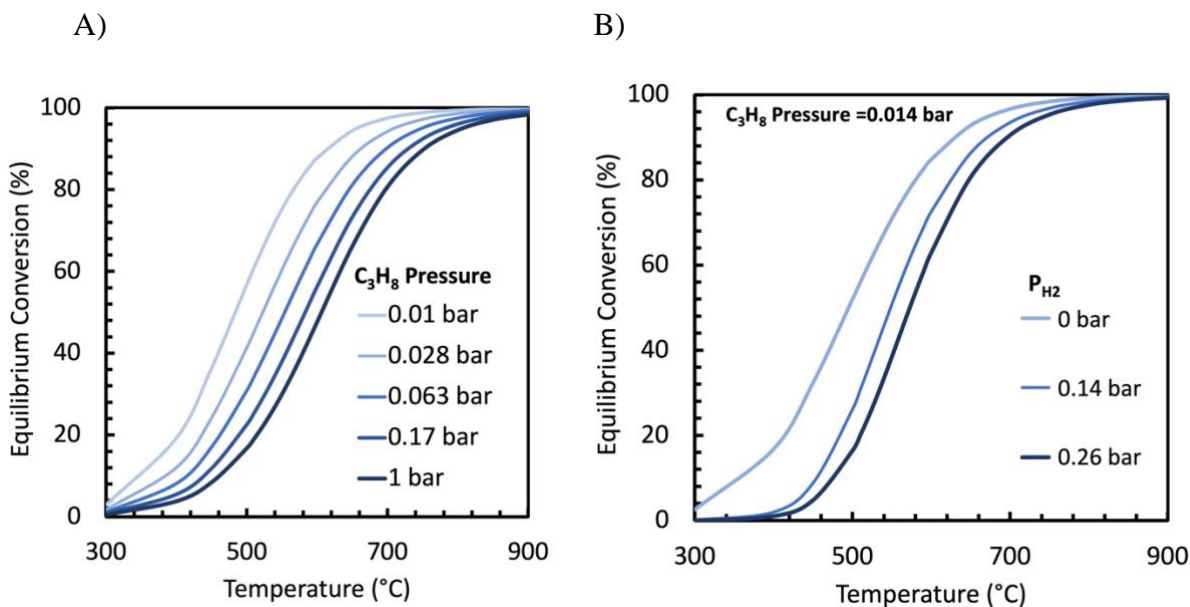 A)
B)
Equilibrium Conversion (%)
100
80
60
40
20
0
C₃H₈ Pressure
0.01 bar
0.028 bar
0.063 bar
0.17 bar
1 bar
300
500
700
900
Temperature (°C)
Equilibrium Conversion (%)
100
80
60
40
20
0
C₃H₈ Pressure =0.014 bar
P_H2
0 bar
0.14 bar
0.26 bar
300
500
700
900
Temperature (°C)